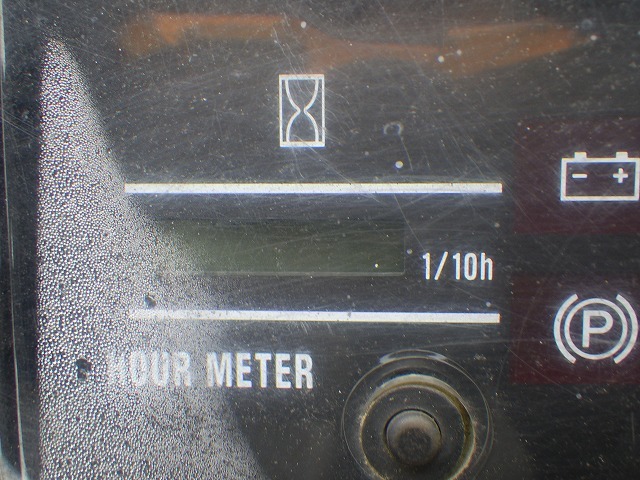 - +
1/10h
P
HOUR METER